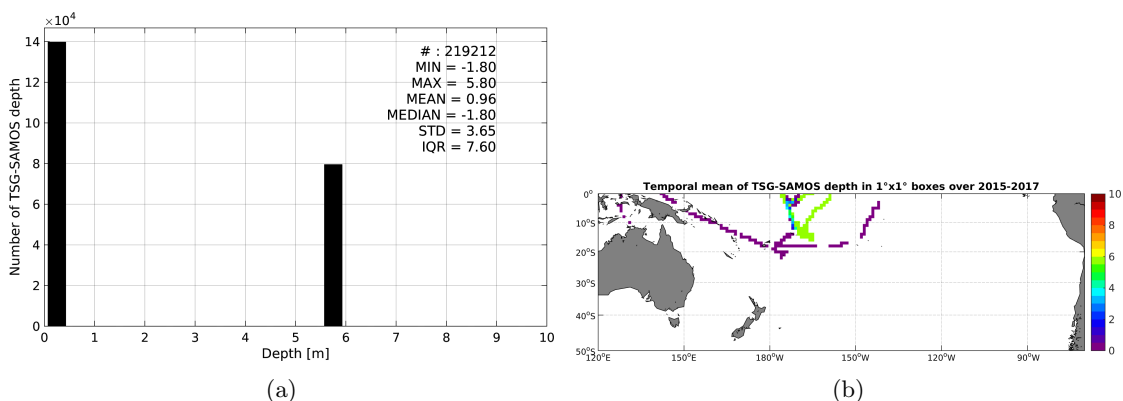 ×10⁴
14
12
10
8
6
4
2
0
Number of TSG-SAMOS depth
# : 219212
MIN = -1.80
MAX = 5.80
MEAN = 0.96
MEDIAN = -1.80
STD = 3.65
IQR = 7.60
0 1 2 3 4 5 6 7 8 9 10
Depth [m]
(a)
Temporal mean of TSG-SAMOS depth in 1°x1° boxes over 2015-2017
0°
10°S
20°S
30°S
40°S
50°S
120°E 150°E 180°W 150°W 120°W 90°W
10
8
6
4
2
0
(b)